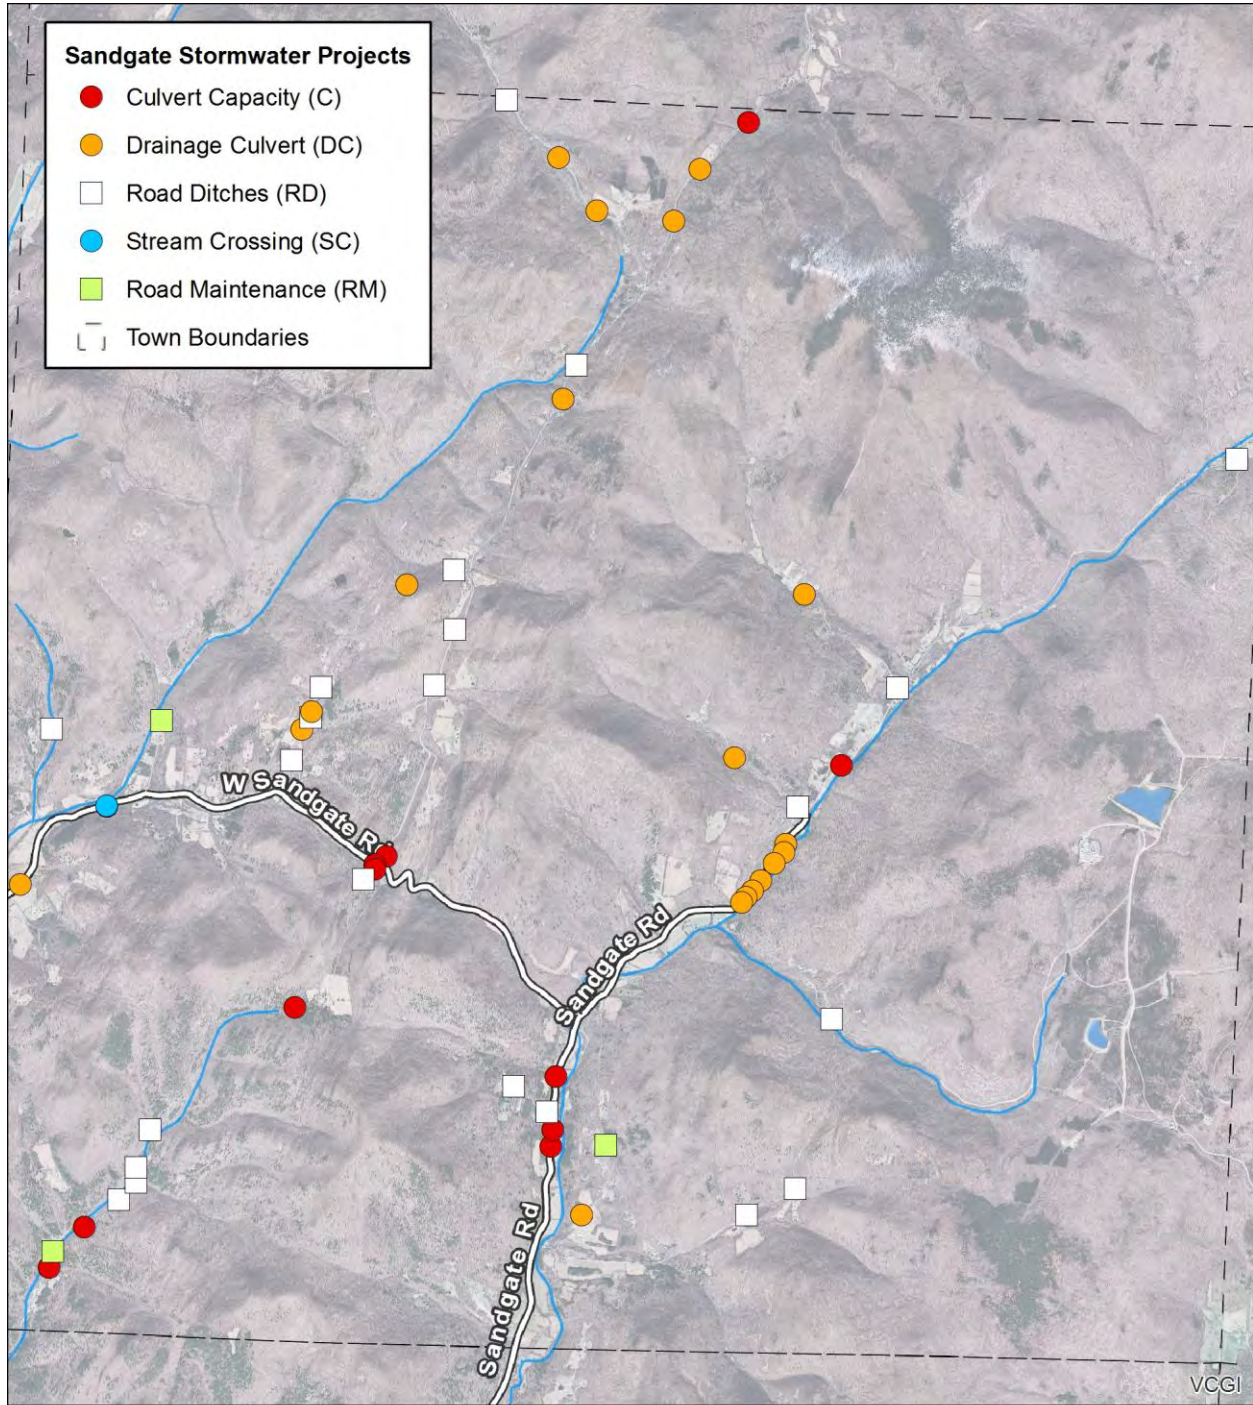 Sandgate Stormwater Projects
Culvert Capacity (C)
Drainage Culvert (DC)
Road Ditches (RD)
Stream Crossing (SC)
Road Maintenance (RM)
Town Boundaries
W Sandgate Rd
Sandgate Rd
Sandgate Rd
VCGI